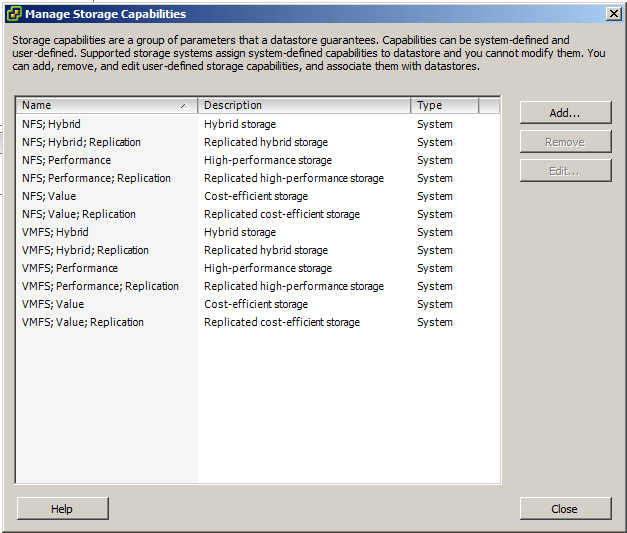 Manage Storage Capabilities
Storage capabilities are a group of parameters that a datastore guarantees. Capabilities can be system-defined and
user-defined. Supported storage systems assign system-defined capabilities to datastore and you cannot modify them. You
can add, remove, and edit user-defined storage capabilities, and associate them with datastores.
Name Description Type
NFS; Hybrid Hybrid storage System
NFS; Hybrid; Replication Replicated hybrid storage System
NFS; Performance High-performance storage System
NFS; Performance; Replication Replicated high-performance storage System
NFS; Value Cost-efficient storage System
NFS; Value; Replication Replicated cost-efficient storage System
VMFS; Hybrid Hybrid storage System
VMFS; Hybrid; Replication Replicated hybrid storage System
VMFS; Performance High-performance storage System
VMFS; Performance; Replication Replicated high-performance storage System
VMFS; Value Cost-efficient storage System
VMFS; Value; Replication Replicated cost-efficient storage System
Add...
Remove
Edit...
Help
Close